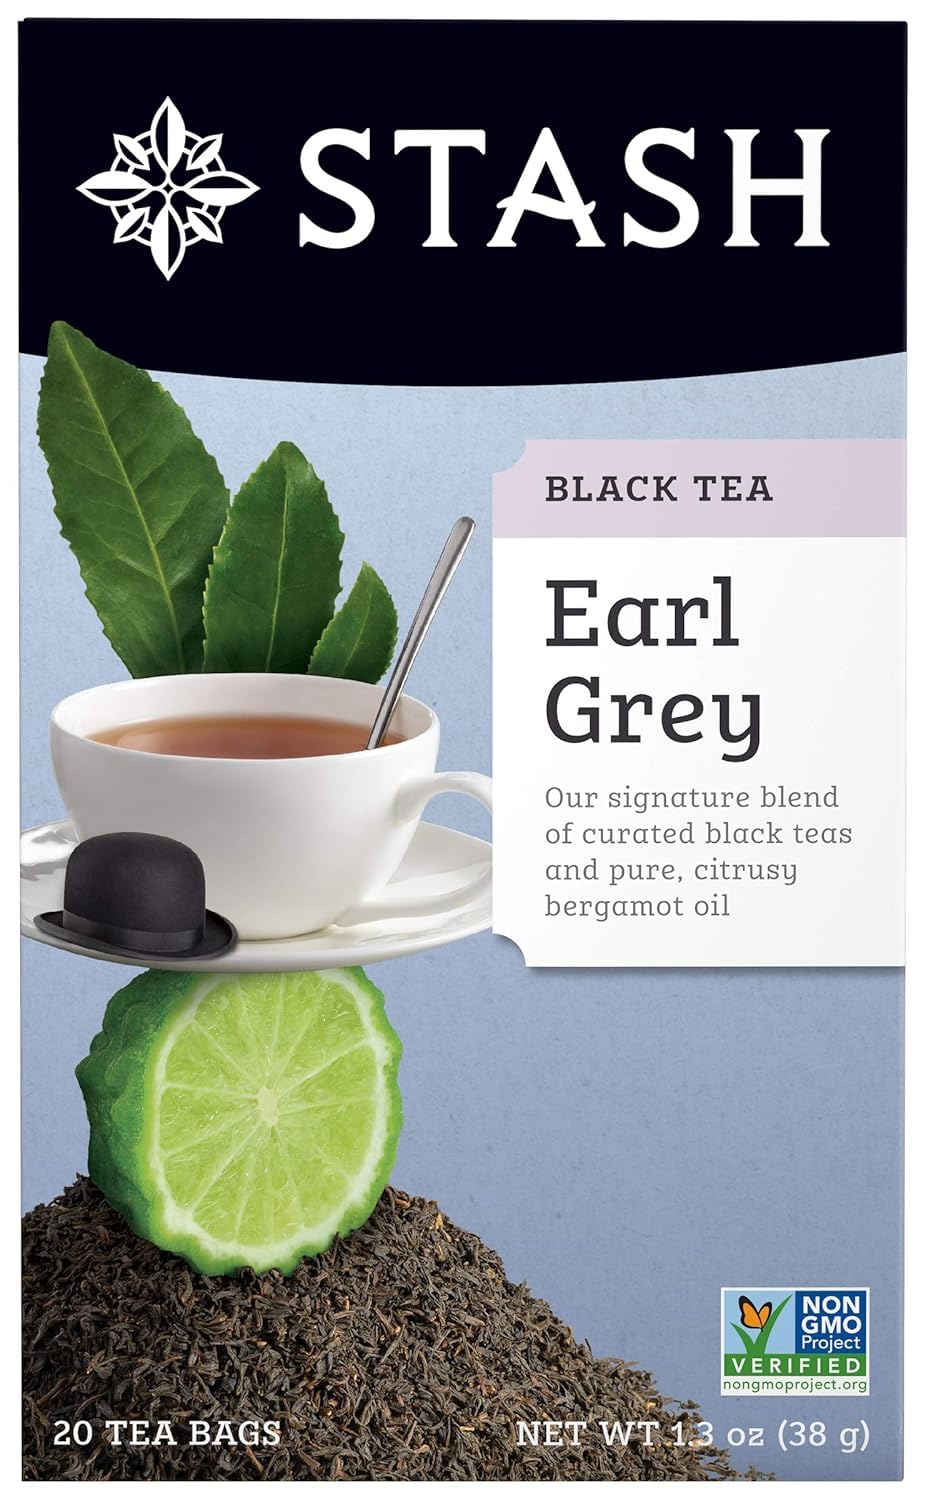 STASH
BLACK TEA
Earl
Grey
Our signature blend
of curated black teas
and pure, citrusy
bergamot oil
NON
GMO
Project
VERIFIED
nongmoproject.org
20 TEA BAGS
NET WT 1.3 oz (38 g)